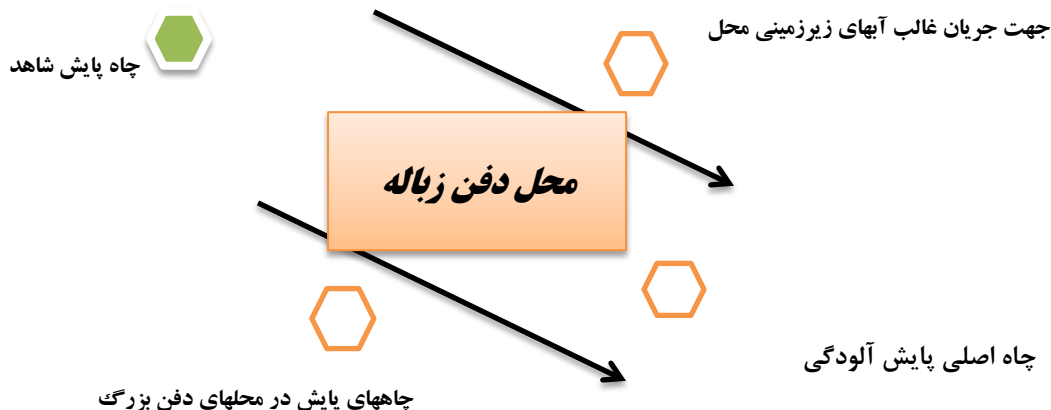 جهت جریان غالب آبهای زیرزمینی محل
چاه پایش شاهد
محل دفن زباله
چاه اصلی پایش آلودگی
چاههای پایش در محلهای دفن بزرگ